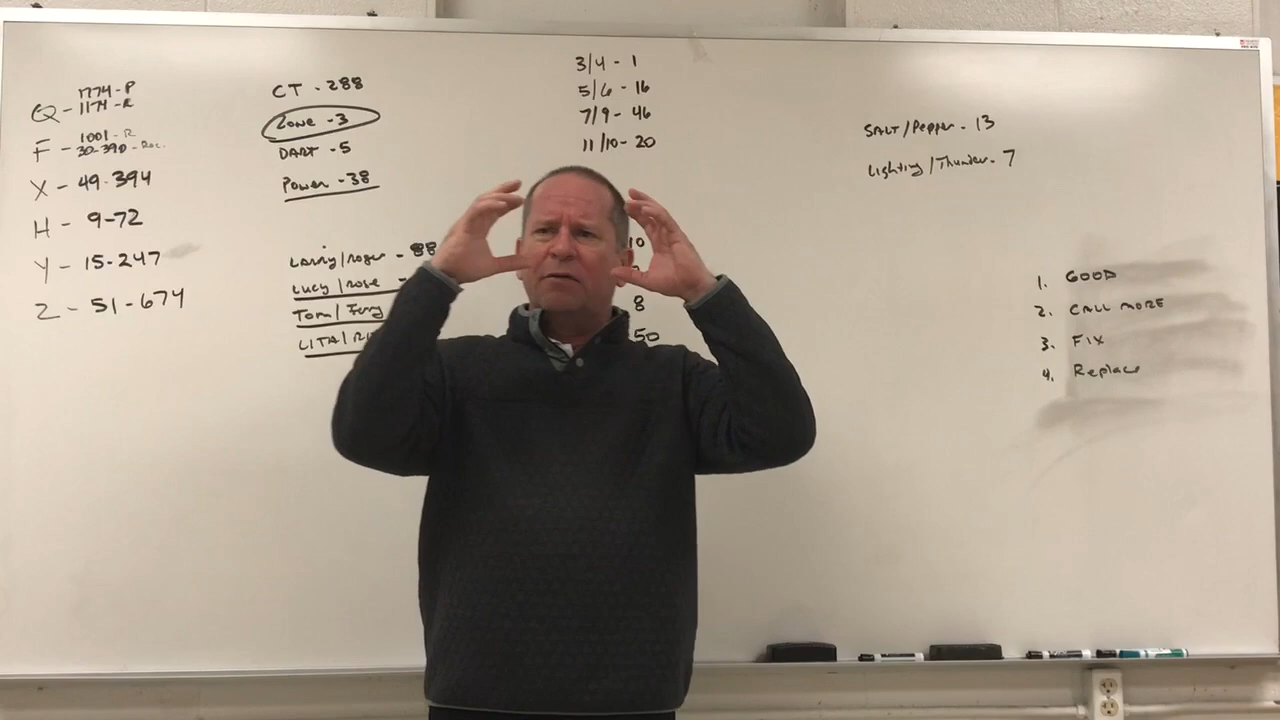 1774-P
Q - 1174-R
1001-R
F - 30-390-Rec.
X - 49-394
H - 9-72
Y - 15-247
Z - 51-674
CT - 288
Zone - 3
DART - 5
Power - 38
Larry/roger - 88
Lucy/rose -
Tom/Terry
LITA/RI
3/4 - 1
5/6 - 16
7/9 - 46
11/10 - 20
10
8
50
SALT/Pepper - 13
Lighting/Thunder - 7
1. GOOD
2. CALL MORE
3. FIX
4. Replace